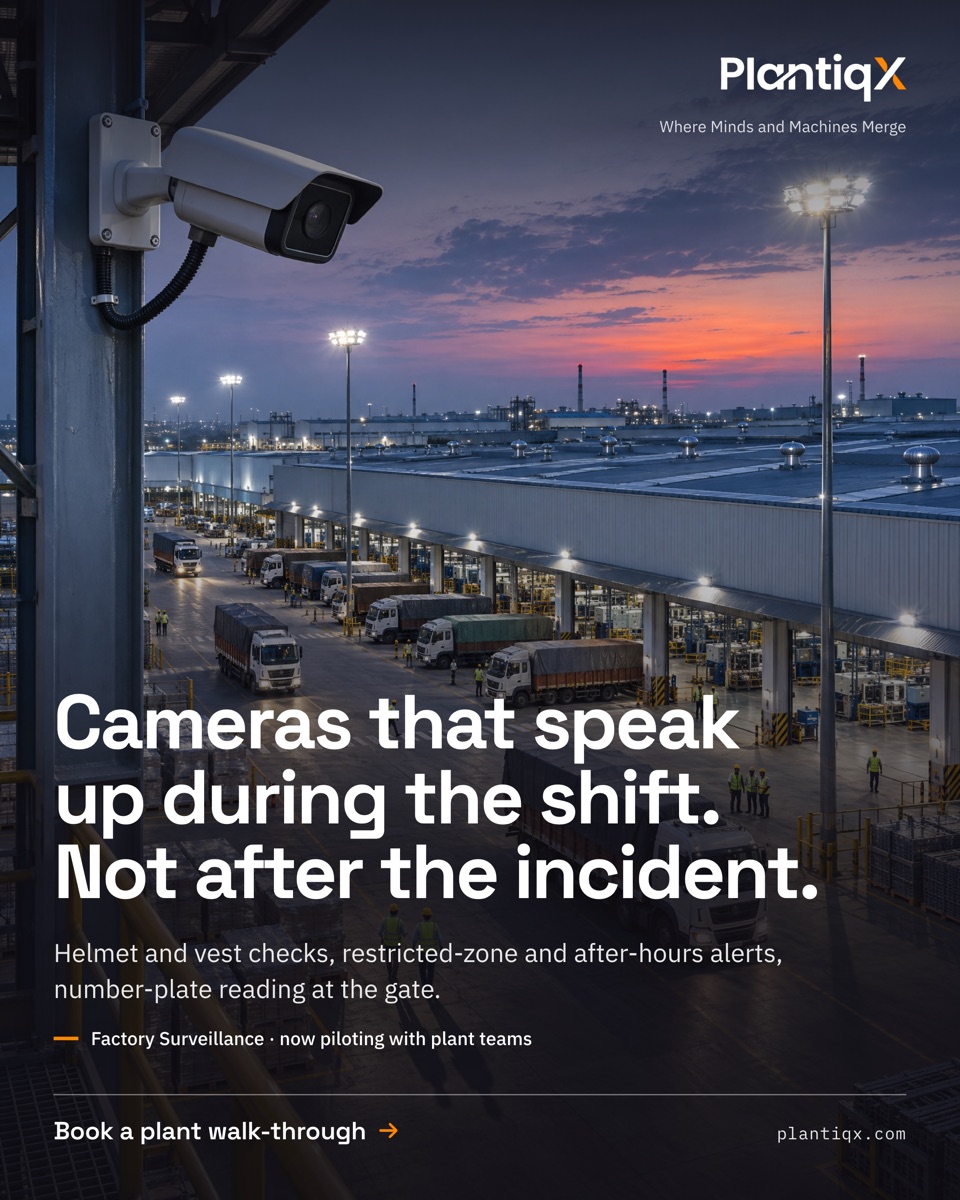 PlantiqX
Where Minds and Machines Merge
Cameras that speak
up during the shift.
Not after the incident.
Helmet and vest checks, restricted-zone and after-hours alerts,
number-plate reading at the gate.
Factory Surveillance · now piloting with plant teams
Book a plant walk-through →
plantiqx.com